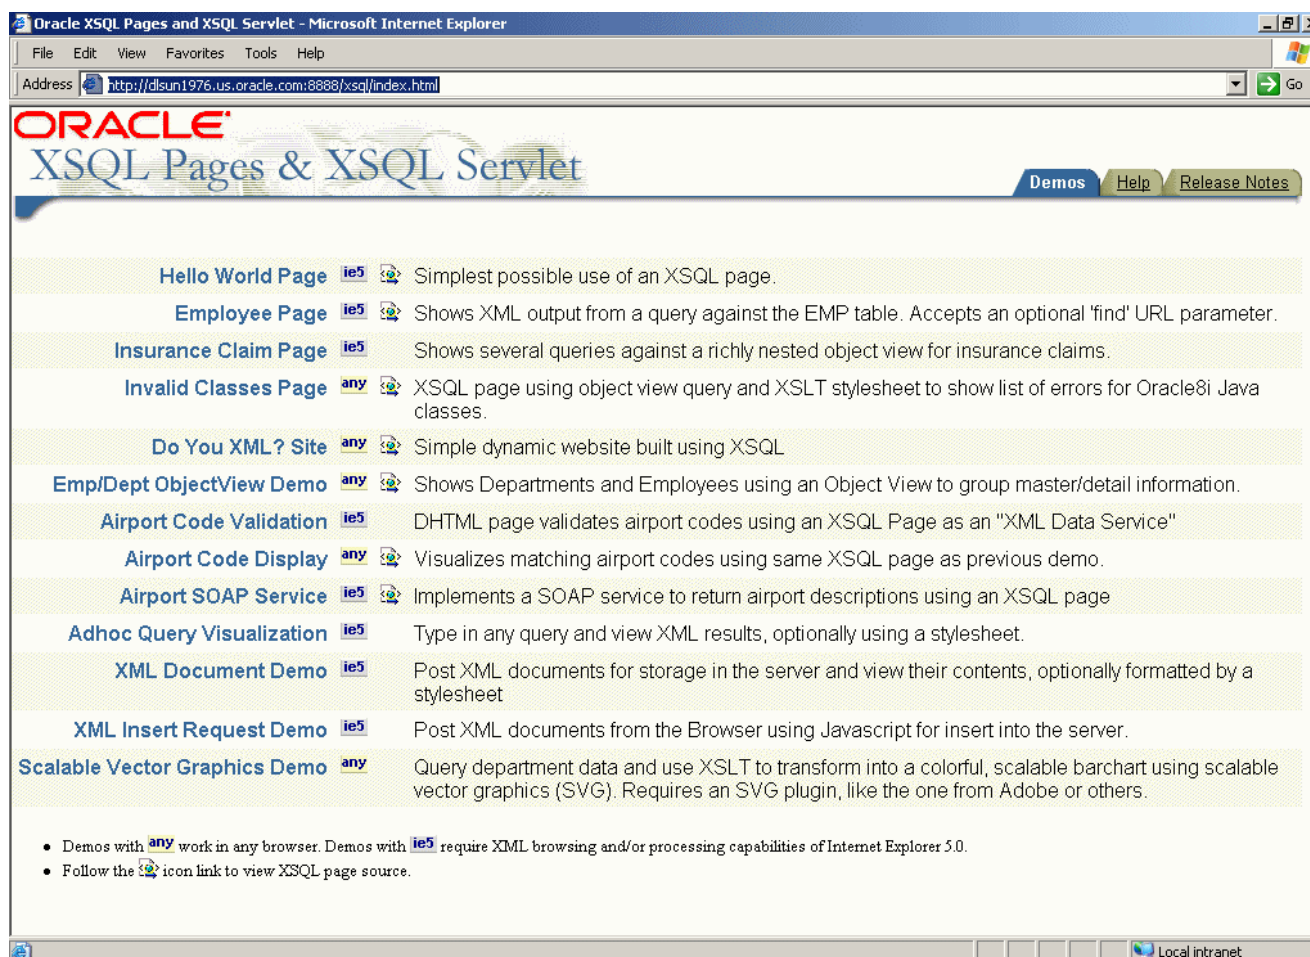 Oracle XSQL Pages and XSQL Servlet - Microsoft Internet Explorer
File Edit View Favorites Tools Help
Address http://dlsun1976.us.oracle.com:8888/xsql/index.html Go
ORACLE
XSQL Pages & XSQL Servlet
Demos Help Release Notes
Hello World Page ie5 Simplest possible use of an XSQL page.
Employee Page ie5 Shows XML output from a query against the EMP table. Accepts an optional 'find' URL parameter.
Insurance Claim Page ie5 Shows several queries against a richly nested object view for insurance claims.
Invalid Classes Page any XSQL page using object view query and XSLT stylesheet to show list of errors for Oracle8i Java
classes.
Do You XML? Site any Simple dynamic website built using XSQL
Emp/Dept ObjectView Demo any Shows Departments and Employees using an Object View to group master/detail information.
Airport Code Validation ie5 DHTML page validates airport codes using an XSQL Page as an "XML Data Service"
Airport Code Display any Visualizes matching airport codes using same XSQL page as previous demo.
Airport SOAP Service ie5 Implements a SOAP service to return airport descriptions using an XSQL page
Adhoc Query Visualization ie5 Type in any query and view XML results, optionally using a stylesheet.
XML Document Demo ie5 Post XML documents for storage in the server and view their contents, optionally formatted by a
stylesheet
XML Insert Request Demo ie5 Post XML documents from the Browser using Javascript for insert into the server.
Scalable Vector Graphics Demo any Query department data and use XSLT to transform into a colorful, scalable barchart using scalable
vector graphics (SVG). Requires an SVG plugin, like the one from Adobe or others.
• Demos with any work in any browser. Demos with ie5 require XML browsing and/or processing capabilities of Internet Explorer 5.0.
• Follow the icon link to view XSQL page source.
Local intranet